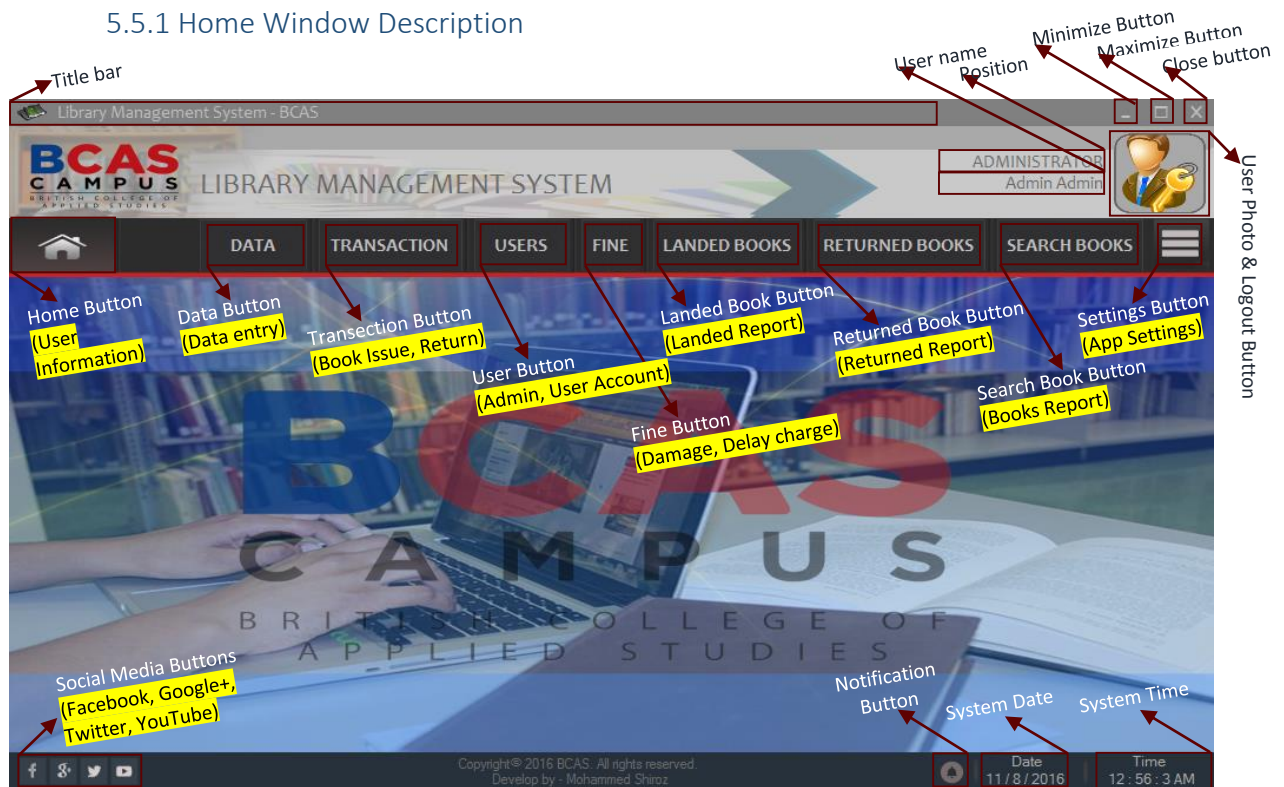 5.5.1 Home Window Description
Minimize Button
Maximize Button
Close button
User name
Position
Title bar
Library Management System - BCAS
BCAS
CAMPUS
BRITISH COLLEGE OF
APPLIED STUDIES
LIBRARY MANAGEMENT SYSTEM
ADMINISTRATOR
Admin Admin
User Photo & Logout Button
DATA
TRANSACTION
USERS
FINE
LANDED BOOKS
RETURNED BOOKS
SEARCH BOOKS
Home Button
(User
Information)
Data Button
(Data entry)
Transection Button
(Book Issue, Return)
User Button
(Admin, User Account)
Fine Button
(Damage, Delay charge)
Landed Book Button
(Landed Report)
Returned Book Button
(Returned Report)
Search Book Button
(Books Report)
Settings Button
(App Settings)
BCAS
CAMPUS
BRITISH COLLEGE OF
APPLIED STUDIES
Social Media Buttons
(Facebook, Google+,
Twitter, YouTube)
Notification
Button
System Date
System Time
Copyright© 2016 BCAS. All rights reserved.
Develop by - Mohammed Shiroz
Date
11 / 8 / 2016
Time
12 : 56 : 3 AM